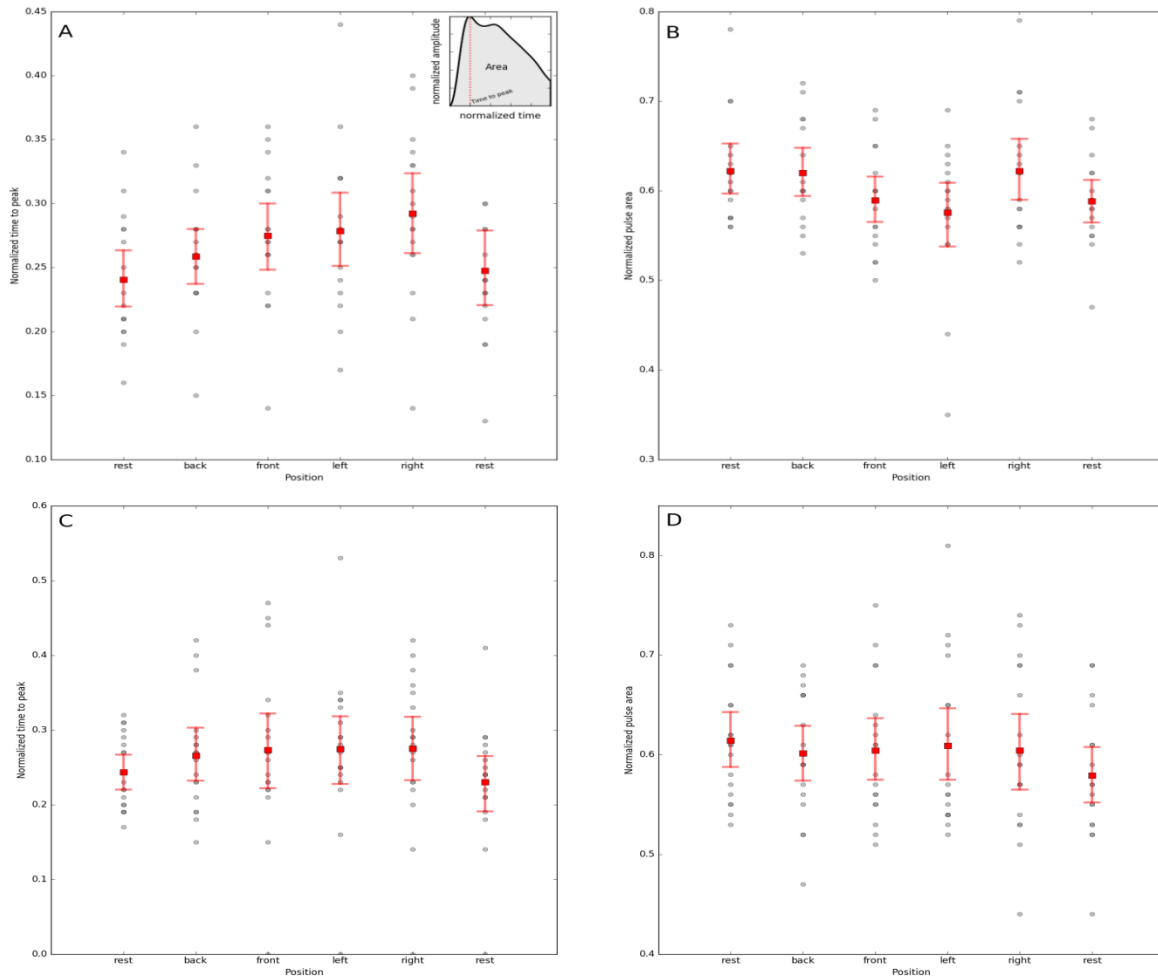 A
0.45
0.40
0.35
0.30
0.25
0.20
0.15
0.10
Normalized time to peak
rest back front left right rest
Position
normalized amplitude
Area
Time to peak
normalized time
B
0.8
0.7
0.6
0.5
0.4
0.3
Normalized pulse area
rest back front left right rest
Position
C
0.6
0.5
0.4
0.3
0.2
0.1
0.0
Normalized time to peak
rest back front left right rest
Position
D
0.8
0.7
0.6
0.5
0.4
Normalized pulse area
rest back front left right rest
Position